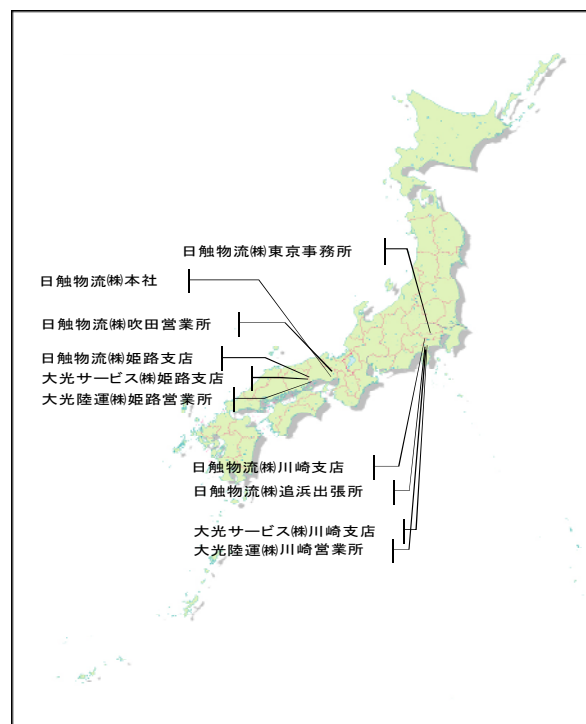 日触物流㈱東京事務所
日触物流㈱本社
日触物流㈱吹田営業所
日触物流㈱姫路支店
大光サービス㈱姫路支店
大光陸運㈱姫路営業所
日触物流㈱川崎支店
日触物流㈱追浜出張所
大光サービス㈱川崎支店
大光陸運㈱川崎営業所